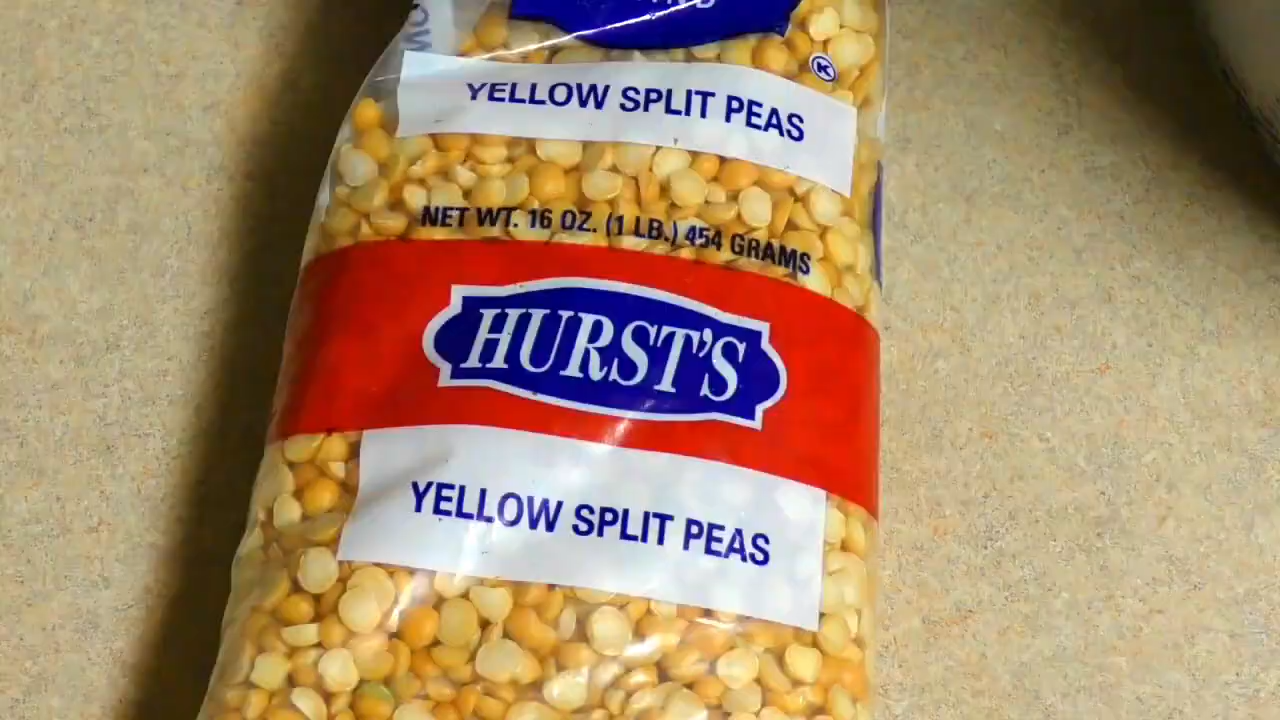 YELLOW SPLIT PEAS
NET WT. 16 OZ. (1 LB.) 454 GRAMS
HURST'S
YELLOW SPLIT PEAS